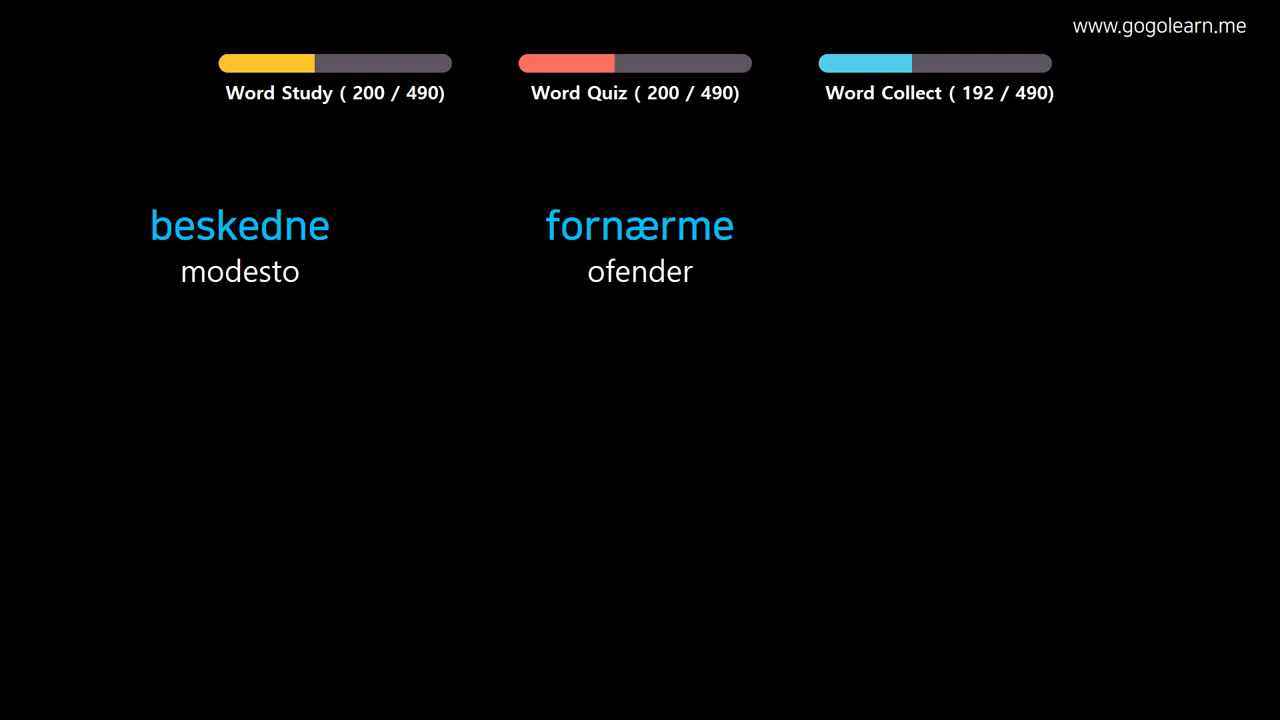 www.gogolearn.me
Word Study ( 200 / 490)
Word Quiz ( 200 / 490)
Word Collect ( 192 / 490)
beskedne
modesto
fornærme
ofender